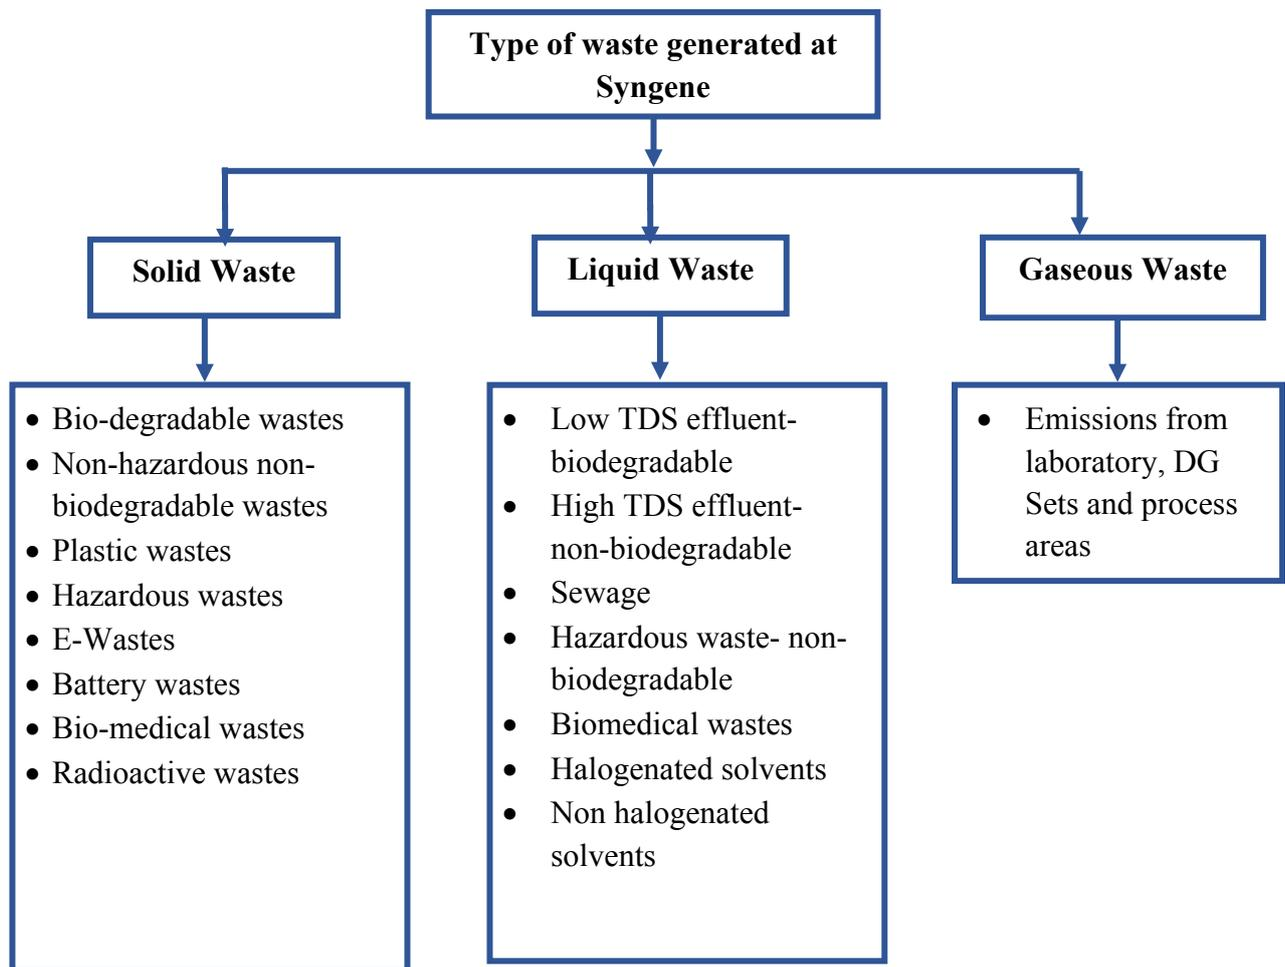 Type of waste generated at
Syngene
Solid Waste
Liquid Waste
Gaseous Waste
• Bio-degradable wastes
• Non-hazardous non-
biodegradable wastes
• Plastic wastes
• Hazardous wastes
• E-Wastes
• Battery wastes
• Bio-medical wastes
• Radioactive wastes
• Low TDS effluent-
biodegradable
• High TDS effluent-
non-biodegradable
• Sewage
• Hazardous waste- non-
biodegradable
• Biomedical wastes
• Halogenated solvents
• Non halogenated
solvents
• Emissions from
laboratory, DG
Sets and process
areas